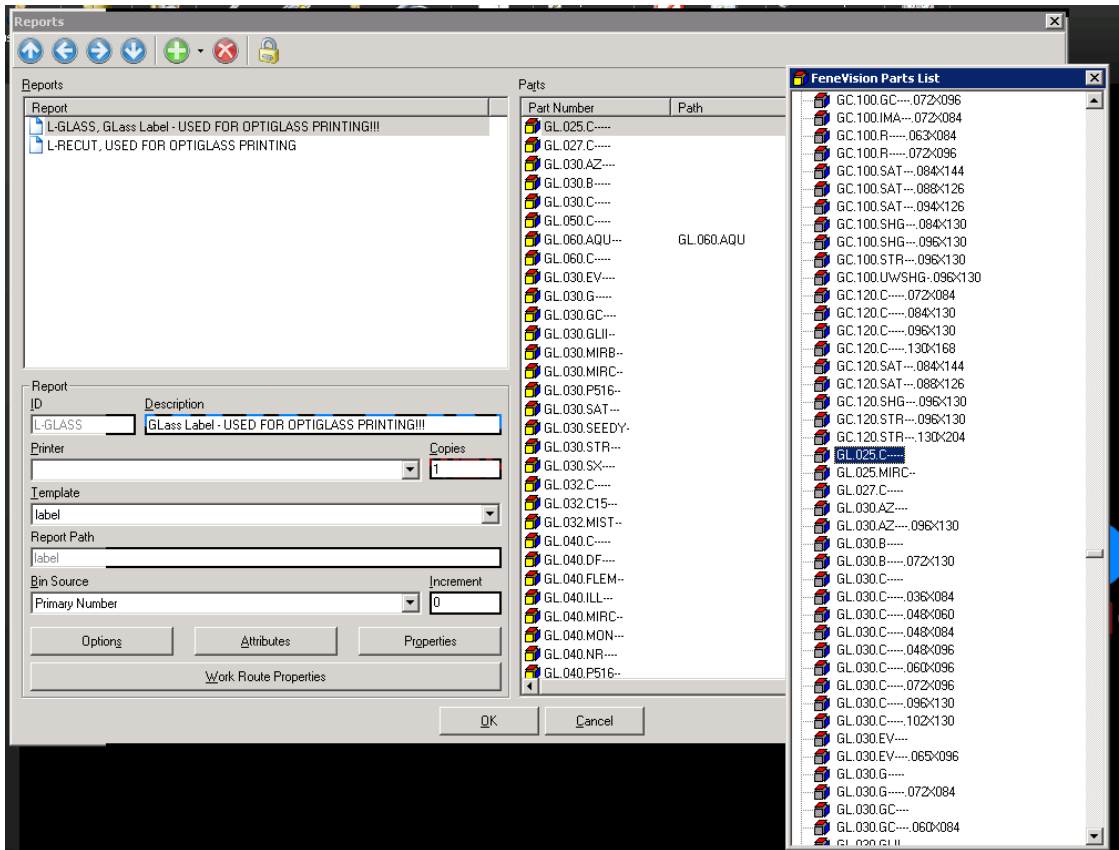 Reports
Reports
Report
L-GLASS, GLass Label - USED FOR OPTIGLASS PRINTING!!!
L-RECUT, USED FOR OPTIGLASS PRINTING
Report
ID
Description
L-GLASS
GLass Label - USED FOR OPTIGLASS PRINTING!!!
Printer
Copies
1
Template
label
Report Path
label
Bin Source
Increment
Primary Number
0
Options
Attributes
Properties
Work Route Properties
OK
Cancel
Parts
Part Number
Path
GL.025.C-----
GL.027.C-----
GL.030.AZ----
GL.030.B-----
GL.030.C-----
GL.050.C-----
GL.060.AQU---
GL.060.AQU
GL.060.C-----
GL.030.EV----
GL.030.G-----
GL.030.GC----
GL.030.GLII--
GL.030.MIRB--
GL.030.MIRC--
GL.030.P516--
GL.030.SAT---
GL.030.SEEDY-
GL.030.STR---
GL.030.SX----
GL.032.C-----
GL.032.C15---
GL.032.MIST--
GL.040.C-----
GL.040.DF----
GL.040.FLEM--
GL.040.ILL---
GL.040.MIRC--
GL.040.MON---
GL.040.NR----
GL.040.P516--
FeneVision Parts List
GC.100.GC----.072X096
GC.100.IMA---.072X084
GC.100.R-----.063X084
GC.100.R-----.072X096
GC.100.SAT---.084X144
GC.100.SAT---.088X126
GC.100.SAT---.094X126
GC.100.SHG---.084X130
GC.100.SHG---.096X130
GC.100.STR---.096X130
GC.100.UWSHG-.096X130
GC.120.C-----.072X084
GC.120.C-----.084X130
GC.120.C-----.096X130
GC.120.C-----.130X168
GC.120.SAT---.084X144
GC.120.SAT---.088X126
GC.120.SHG---.096X130
GC.120.STR---.096X130
GC.120.STR---.130X204
GL.025.C-----
GL.025.MIRC--
GL.027.C-----
GL.030.AZ----
GL.030.AZ----.096X130
GL.030.B-----
GL.030.B-----.072X130
GL.030.C-----
GL.030.C-----.036X084
GL.030.C-----.048X060
GL.030.C-----.048X084
GL.030.C-----.048X096
GL.030.C-----.060X096
GL.030.C-----.072X096
GL.030.C-----.096X130
GL.030.C-----.102X130
GL.030.EV----
GL.030.EV----.065X096
GL.030.G-----
GL.030.G-----.072X084
GL.030.GC----
GL.030.GC----.060X084